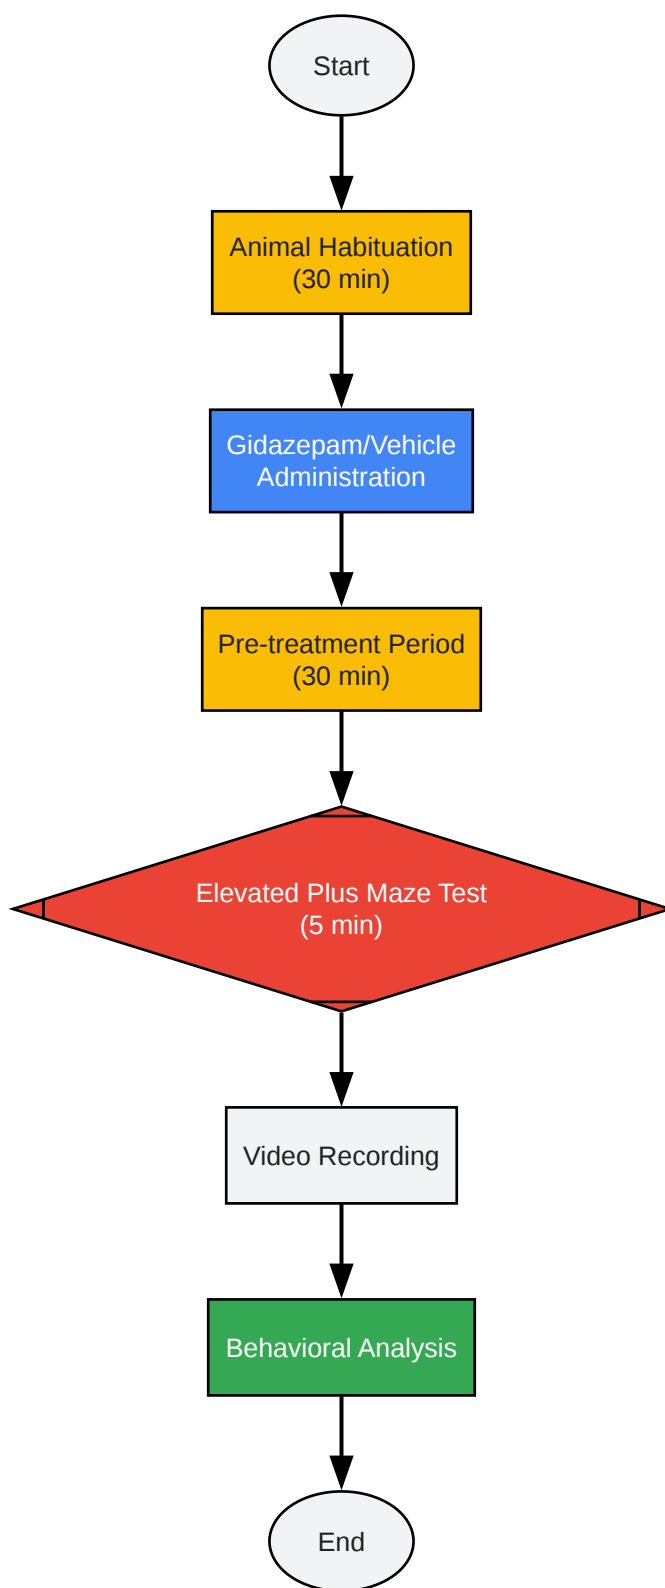 Start
Animal Habituation
(30 min)
Gidazepam/Vehicle
Administration
Pre-treatment Period
(30 min)
Elevated Plus Maze Test
(5 min)
Video Recording
Behavioral Analysis
End